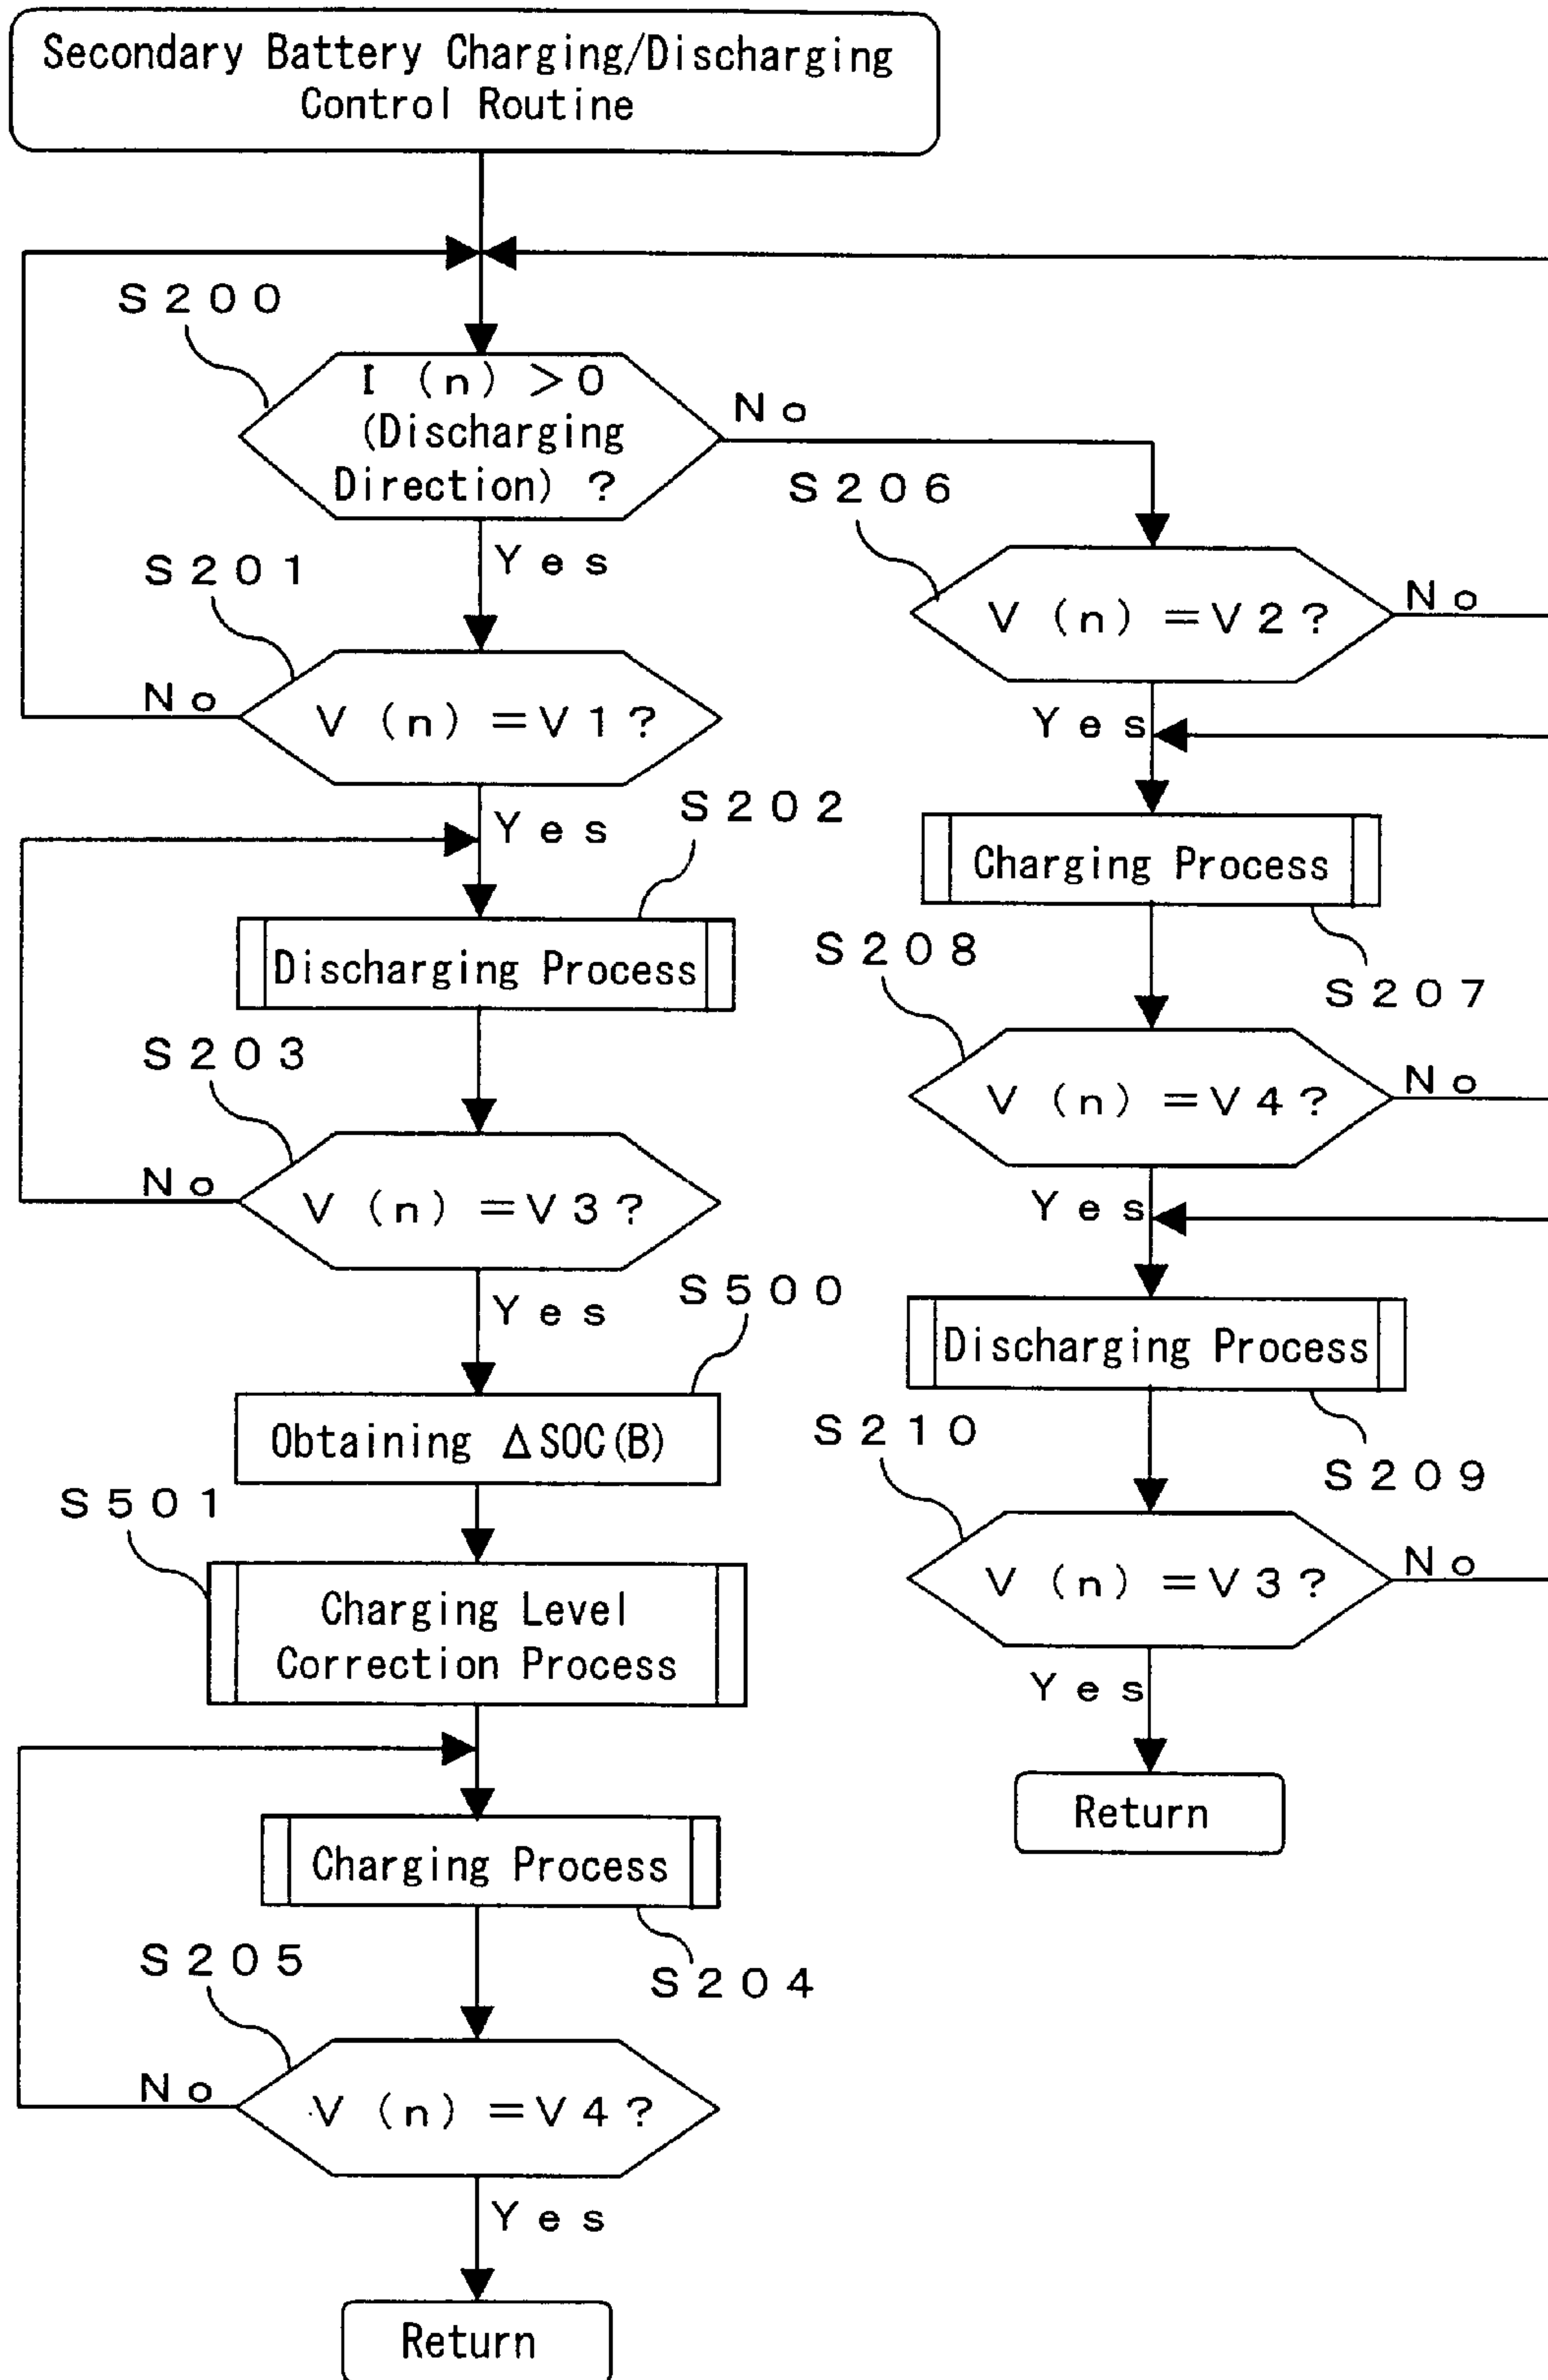 Secondary Battery Charging/Discharging
Control Routine
S200
I (n) >0
(Discharging
Direction) ?
No
Yes
S201
V (n) =V1?
No
Yes
S202
Discharging Process
S203
V (n) =V3?
No
Yes
S500
Obtaining ΔSOC(B)
S501
Charging Level
Correction Process
Charging Process
S204
S205
V (n) =V4?
No
Yes
Return
S206
V (n) =V2?
No
Yes
Charging Process
S207
S208
V (n) =V4?
No
Yes
Discharging Process
S209
S210
V (n) =V3?
No
Yes
Return